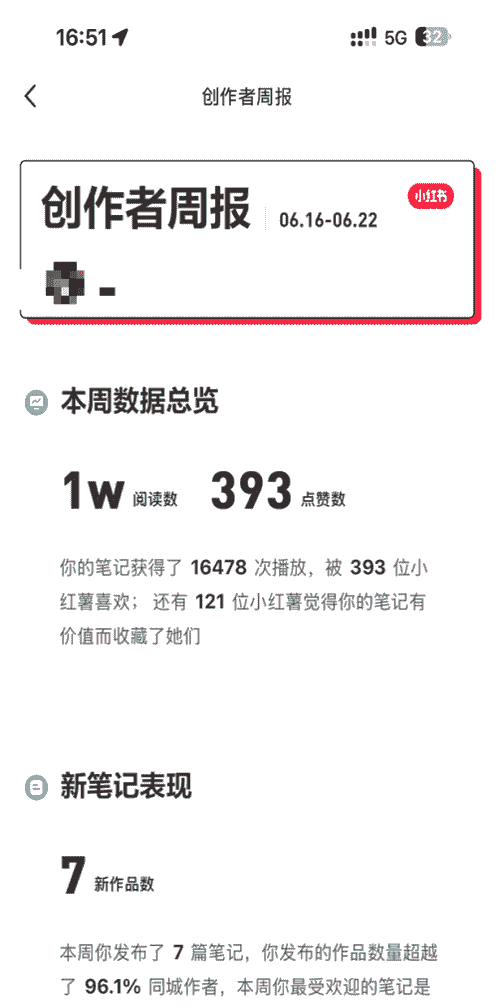 16:51 5G 32
创作者周报
创作者周报 06.16-06.22 小红书
本周数据总览
1w 阅读数 393 点赞数
你的笔记获得了 16478 次播放，被 393 位小
红薯喜欢； 还有 121 位小红薯觉得你的笔记有
价值而收藏了她们
新笔记表现
7 新作品数
本周你发布了 7 篇笔记，你发布的作品数量超越
了 96.1% 同城作者，本周你最受欢迎的笔记是